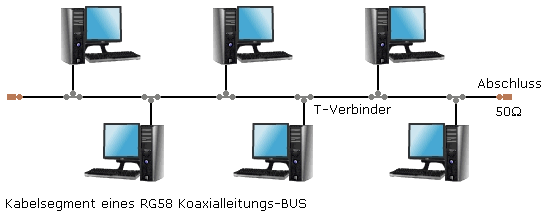 Abschluss
T-Verbinder
50Ω
Kabelsegment eines RG58 Koaxialleitungs-BUS